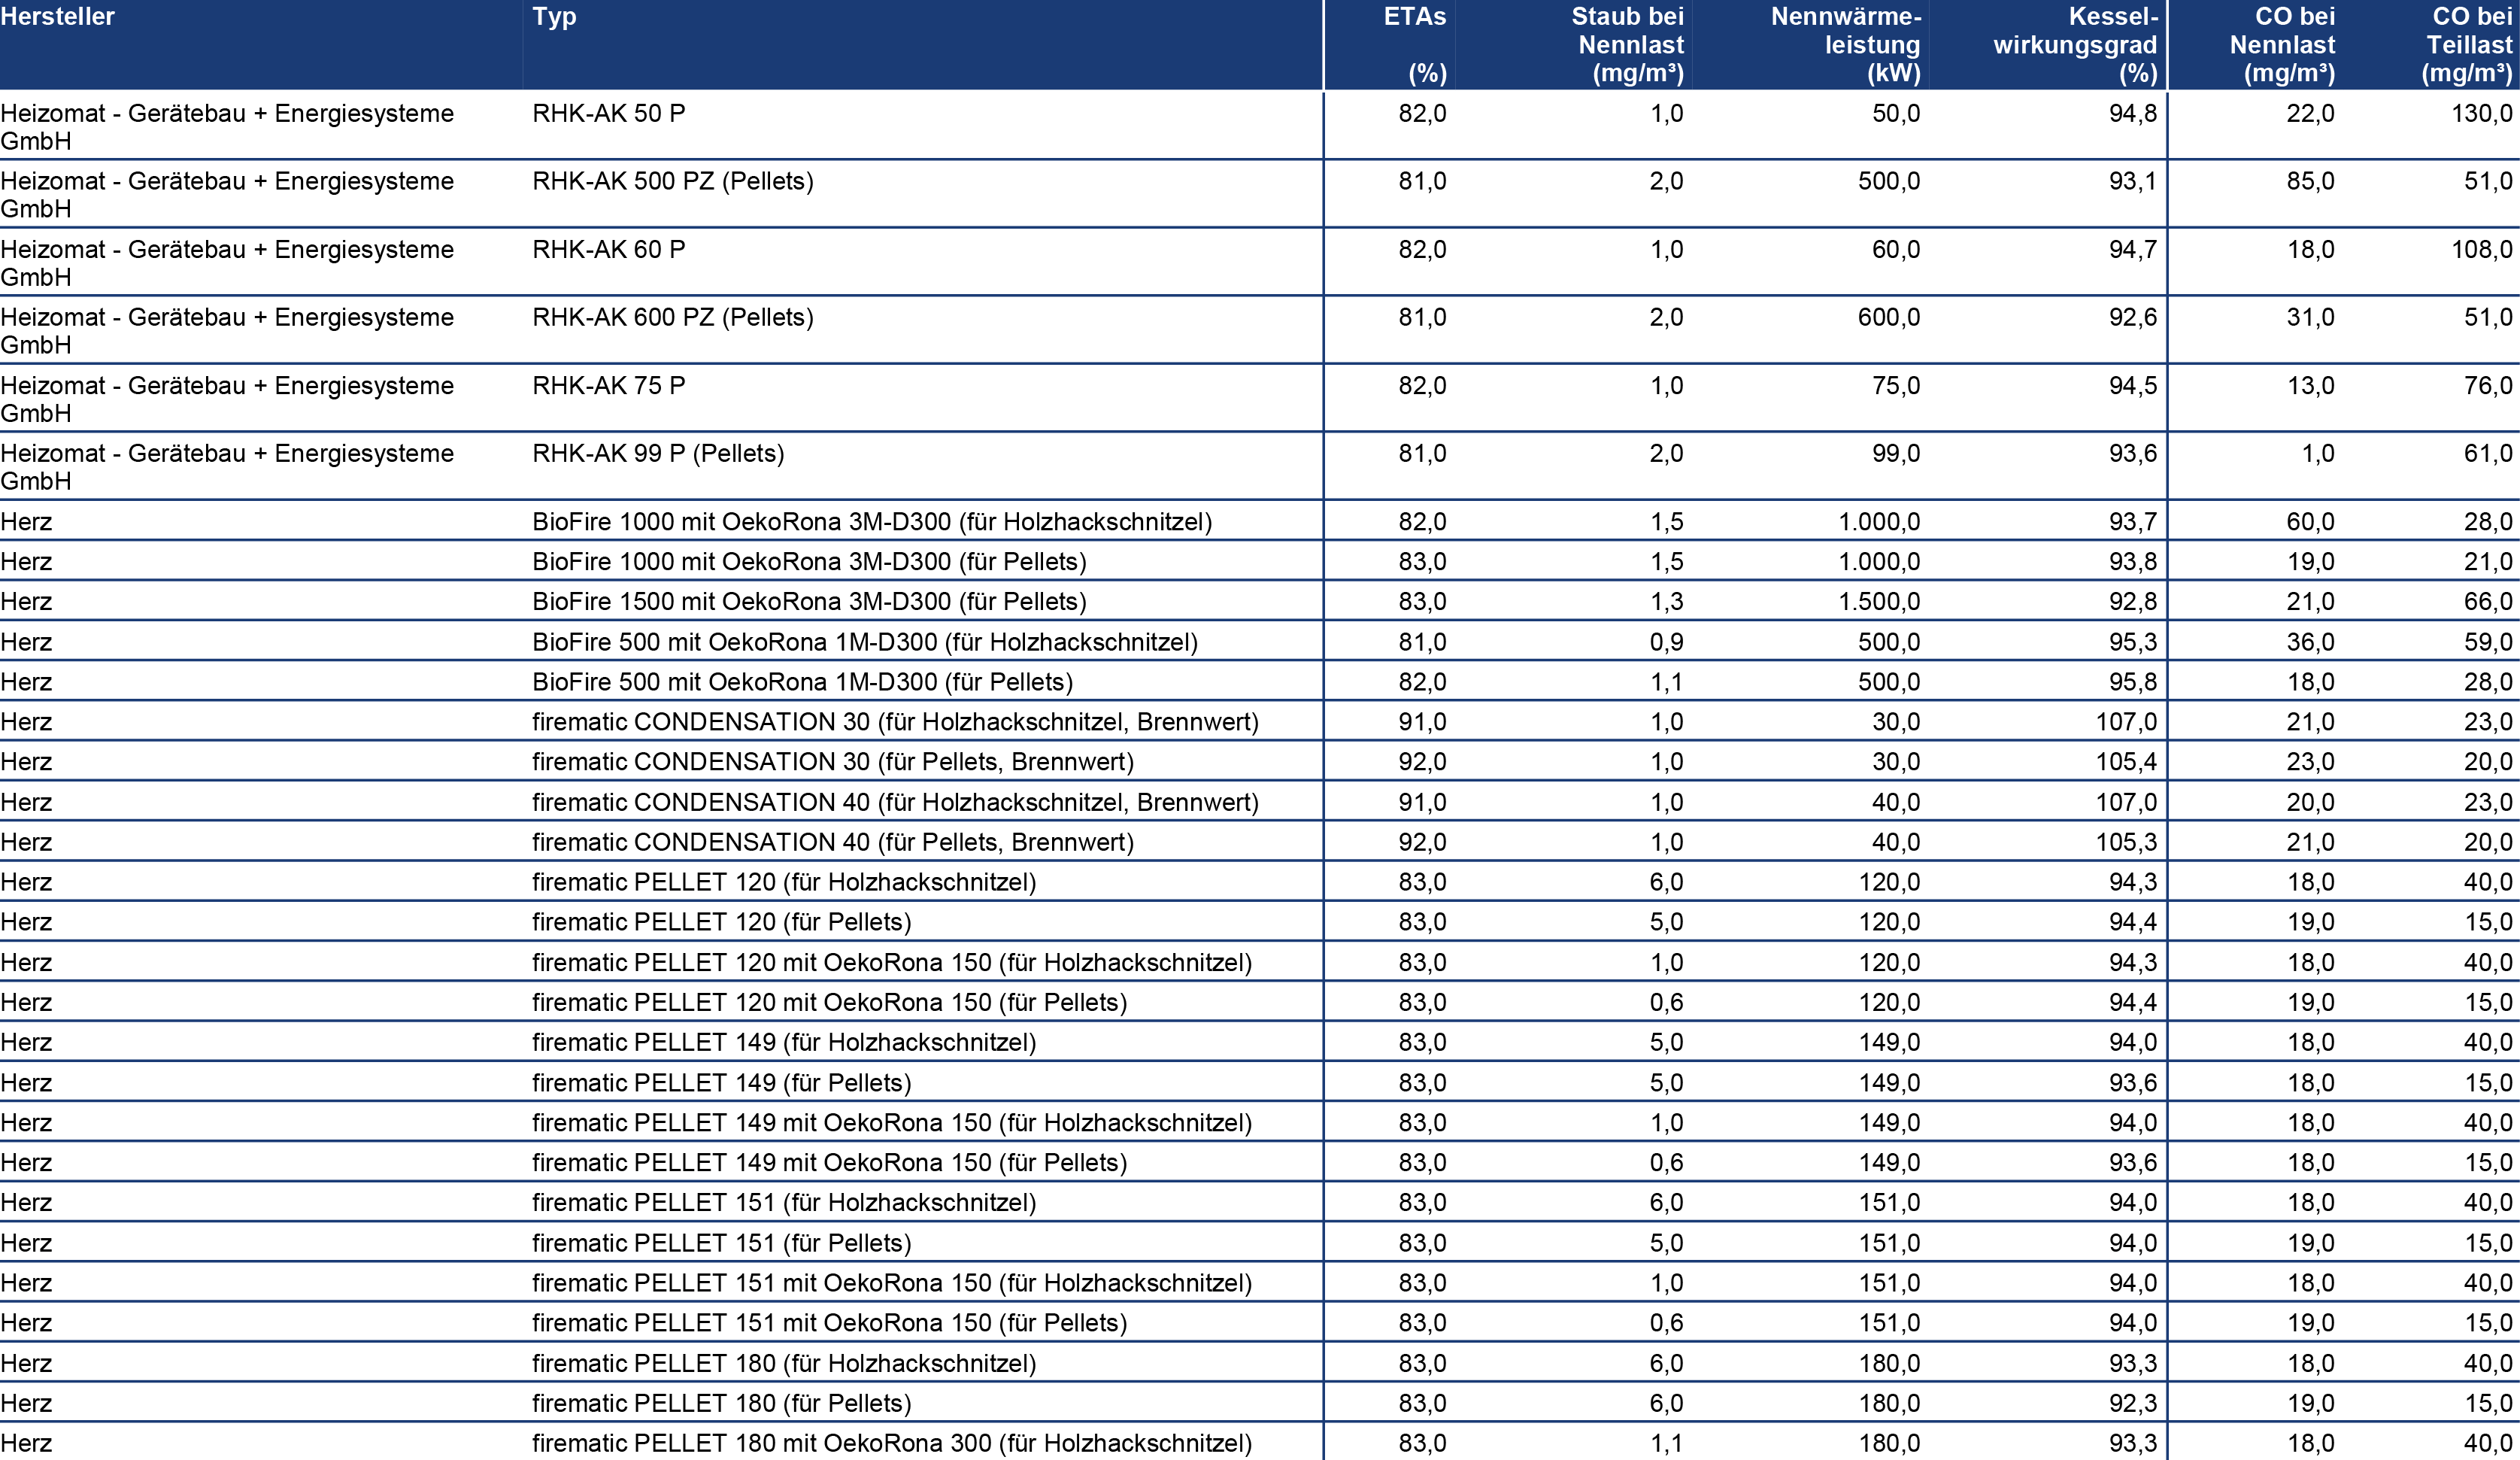 Hersteller Typ ETAs Staub bei Nennwärme- Kessel- CO bei CO bei
Nennlast leistung wirkungsgrad Nennlast Teillast
(%) (mg/m³) (kW) (%) (mg/m³) (mg/m³)
Heizomat - Gerätebau + Energiesysteme RHK-AK 50 P 82,0 1,0 50,0 94,8 22,0 130,0
GmbH
Heizomat - Gerätebau + Energiesysteme RHK-AK 500 PZ (Pellets) 81,0 2,0 500,0 93,1 85,0 51,0
GmbH
Heizomat - Gerätebau + Energiesysteme RHK-AK 60 P 82,0 1,0 60,0 94,7 18,0 108,0
GmbH
Heizomat - Gerätebau + Energiesysteme RHK-AK 600 PZ (Pellets) 81,0 2,0 600,0 92,6 31,0 51,0
GmbH
Heizomat - Gerätebau + Energiesysteme RHK-AK 75 P 82,0 1,0 75,0 94,5 13,0 76,0
GmbH
Heizomat - Gerätebau + Energiesysteme RHK-AK 99 P (Pellets) 81,0 2,0 99,0 93,6 1,0 61,0
GmbH
Herz BioFire 1000 mit OekoRona 3M-D300 (für Holzhackschnitzel) 82,0 1,5 1.000,0 93,7 60,0 28,0
Herz BioFire 1000 mit OekoRona 3M-D300 (für Pellets) 83,0 1,5 1.000,0 93,8 19,0 21,0
Herz BioFire 1500 mit OekoRona 3M-D300 (für Pellets) 83,0 1,3 1.500,0 92,8 21,0 66,0
Herz BioFire 500 mit OekoRona 1M-D300 (für Holzhackschnitzel) 81,0 0,9 500,0 95,3 36,0 59,0
Herz BioFire 500 mit OekoRona 1M-D300 (für Pellets) 82,0 1,1 500,0 95,8 18,0 28,0
Herz firematic CONDENSATION 30 (für Holzhackschnitzel, Brennwert) 91,0 1,0 30,0 107,0 21,0 23,0
Herz firematic CONDENSATION 30 (für Pellets, Brennwert) 92,0 1,0 30,0 105,4 23,0 20,0
Herz firematic CONDENSATION 40 (für Holzhackschnitzel, Brennwert) 91,0 1,0 40,0 107,0 20,0 23,0
Herz firematic CONDENSATION 40 (für Pellets, Brennwert) 92,0 1,0 40,0 105,3 21,0 20,0
Herz firematic PELLET 120 (für Holzhackschnitzel) 83,0 6,0 120,0 94,3 18,0 40,0
Herz firematic PELLET 120 (für Pellets) 83,0 5,0 120,0 94,4 19,0 15,0
Herz firematic PELLET 120 mit OekoRona 150 (für Holzhackschnitzel) 83,0 1,0 120,0 94,3 18,0 40,0
Herz firematic PELLET 120 mit OekoRona 150 (für Pellets) 83,0 0,6 120,0 94,4 19,0 15,0
Herz firematic PELLET 149 (für Holzhackschnitzel) 83,0 5,0 149,0 94,0 18,0 40,0
Herz firematic PELLET 149 (für Pellets) 83,0 5,0 149,0 93,6 18,0 15,0
Herz firematic PELLET 149 mit OekoRona 150 (für Holzhackschnitzel) 83,0 1,0 149,0 94,0 18,0 40,0
Herz firematic PELLET 149 mit OekoRona 150 (für Pellets) 83,0 0,6 149,0 93,6 18,0 15,0
Herz firematic PELLET 151 (für Holzhackschnitzel) 83,0 6,0 151,0 94,0 18,0 40,0
Herz firematic PELLET 151 (für Pellets) 83,0 5,0 151,0 94,0 19,0 15,0
Herz firematic PELLET 151 mit OekoRona 150 (für Holzhackschnitzel) 83,0 1,0 151,0 94,0 18,0 40,0
Herz firematic PELLET 151 mit OekoRona 150 (für Pellets) 83,0 0,6 151,0 94,0 19,0 15,0
Herz firematic PELLET 180 (für Holzhackschnitzel) 83,0 6,0 180,0 93,3 18,0 40,0
Herz firematic PELLET 180 (für Pellets) 83,0 6,0 180,0 92,3 19,0 15,0
Herz firematic PELLET 180 mit OekoRona 300 (für Holzhackschnitzel) 83,0 1,1 180,0 93,3 18,0 40,0